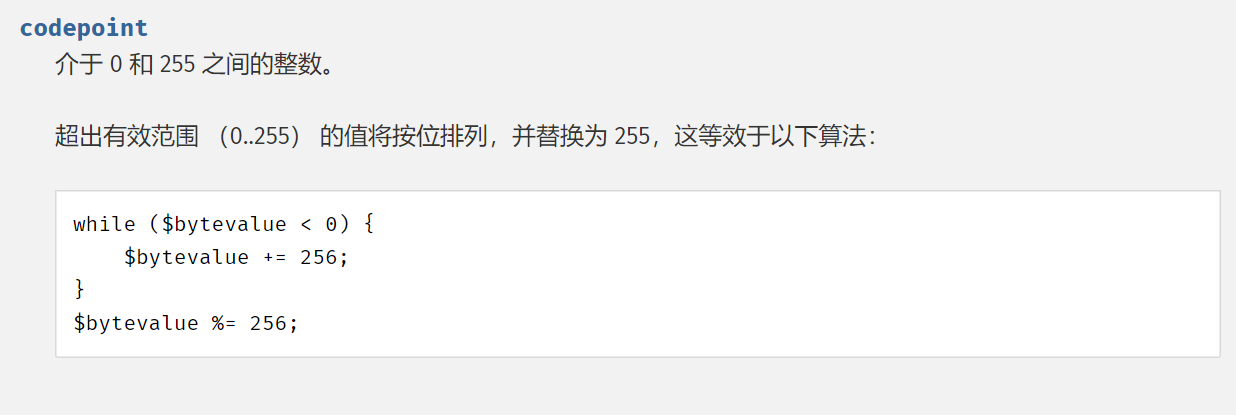 codepoint
介于 0 和 255 之间的整数。
超出有效范围 （0..255） 的值将按位排列，并替换为 255，这等效于以下算法：
while ($bytevalue < 0) {
    $bytevalue += 256;
}
$bytevalue %= 256;